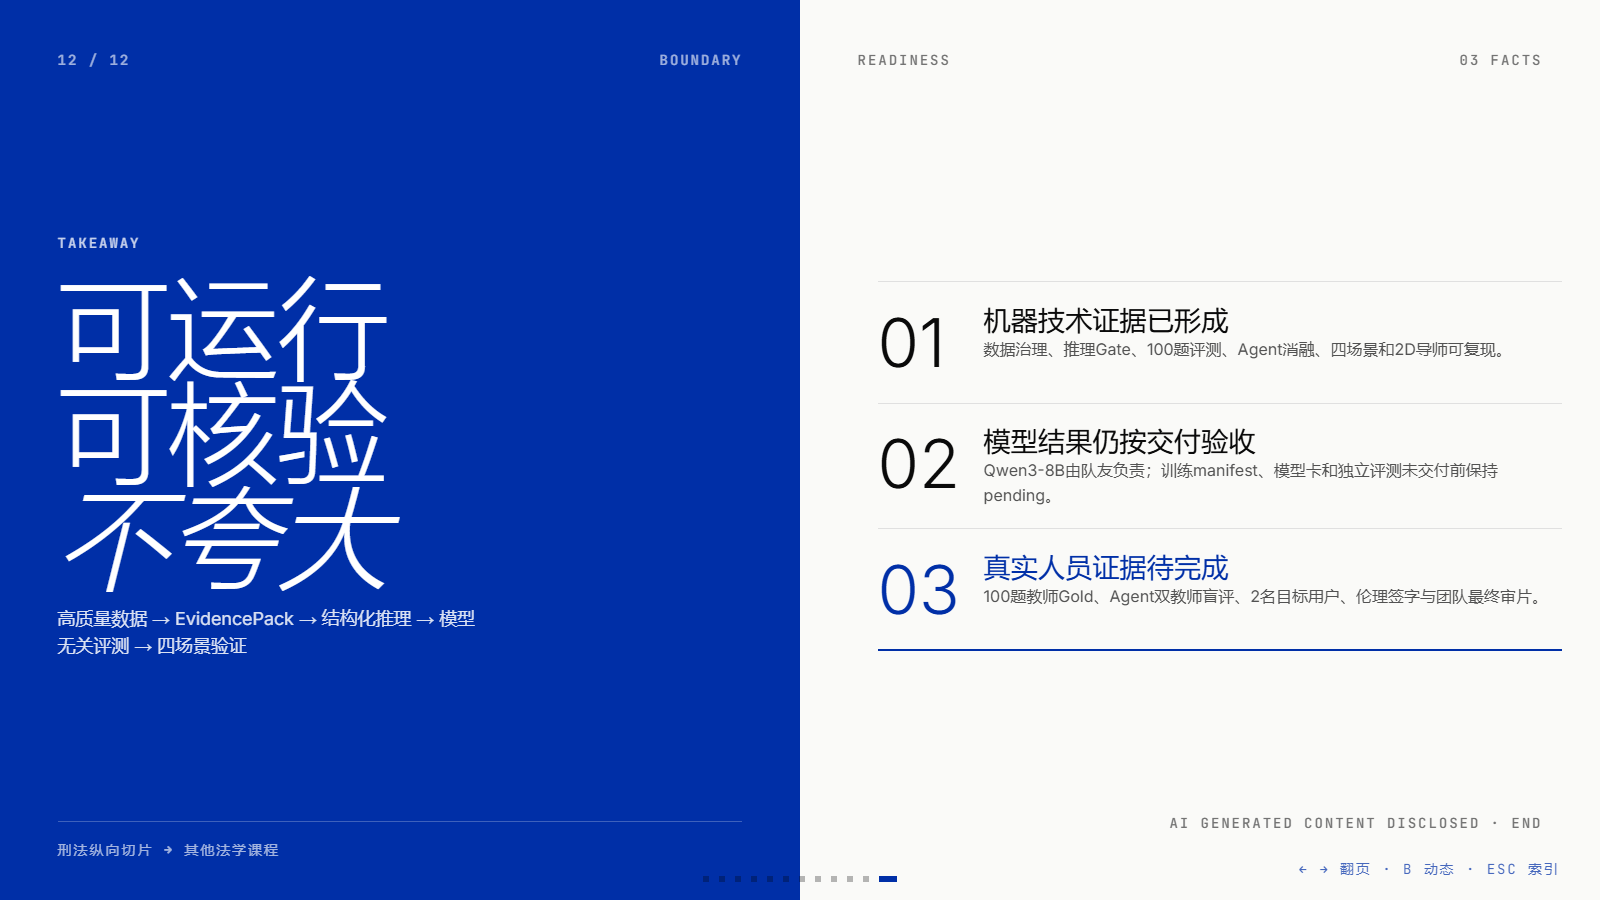 12 / 12
BOUNDARY
TAKEAWAY
可运行
可核验
不夸大
高质量数据 → EvidencePack → 结构化推理 → 模型
无关评测 → 四场景验证
刑法纵向切片 → 其他法学课程
READINESS
03 FACTS
01
机器技术证据已形成
数据治理、推理Gate、100题评测、Agent消融、四场景和2D导师可复现。
02
模型结果仍按交付验收
Qwen3-8B由队友负责；训练manifest、模型卡和独立评测未交付前保持
pending。
03
真实人员证据待完成
100题教师Gold、Agent双教师盲评、2名目标用户、伦理签字与团队最终审片。
AI GENERATED CONTENT DISCLOSED · END
← → 翻页 · B 动态 · ESC 索引